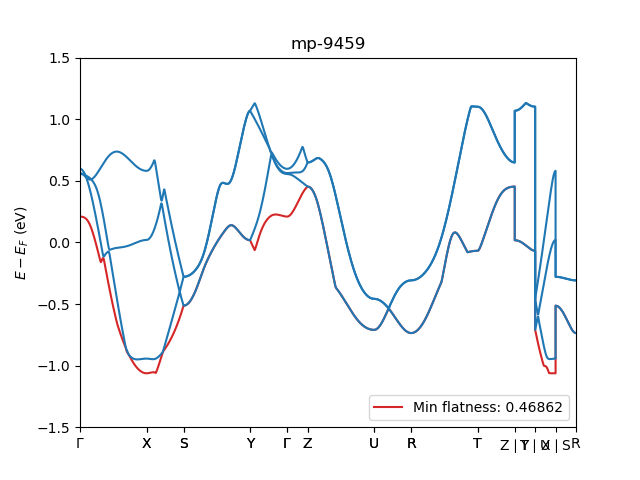 mp-9459
1.5
1.0
0.5
0.0
−0.5
−1.0
−1.5
E − E_F (eV)
Min flatness: 0.46862
Γ X S Y Γ Z U R T Z | T Y | U X | S R